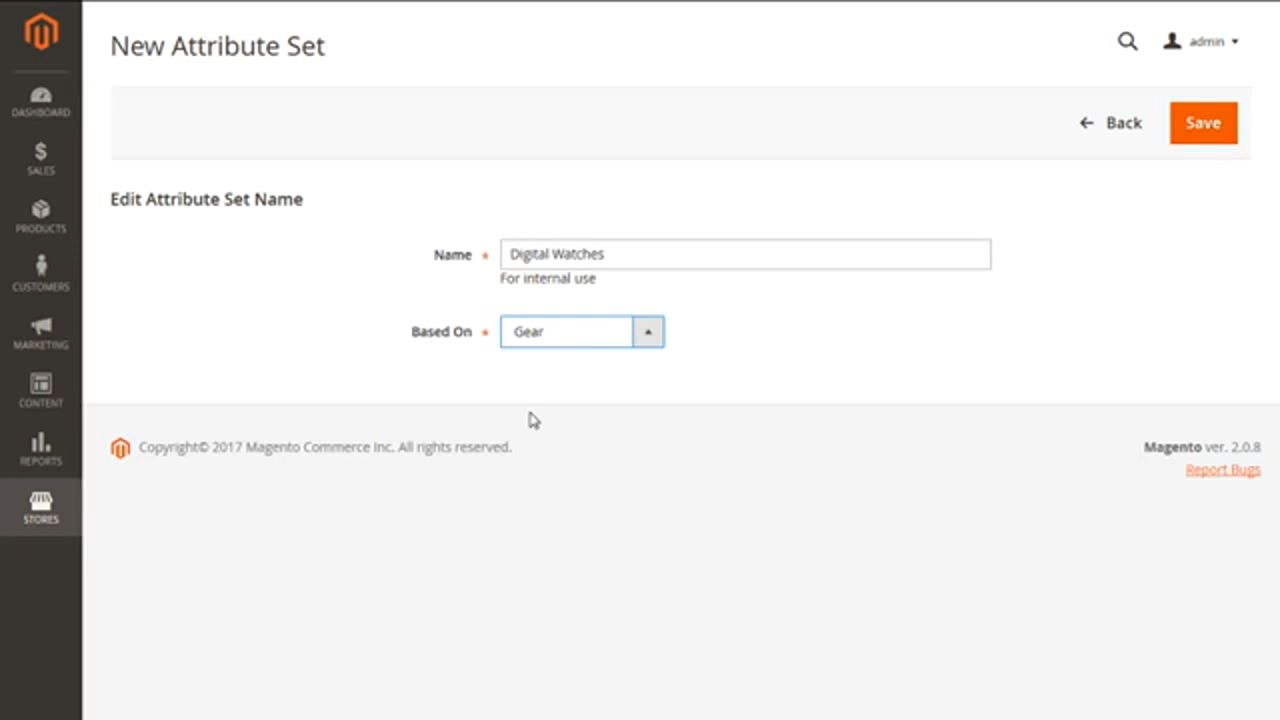 New Attribute Set
admin
DASHBOARD
SALES
PRODUCTS
CUSTOMERS
MARKETING
CONTENT
REPORTS
STORES
Back
Save
Edit Attribute Set Name
Name *
Digital Watches
For internal use
Based On *
Gear
Copyright© 2017 Magento Commerce Inc. All rights reserved.
Magento ver. 2.0.8
Report Bugs